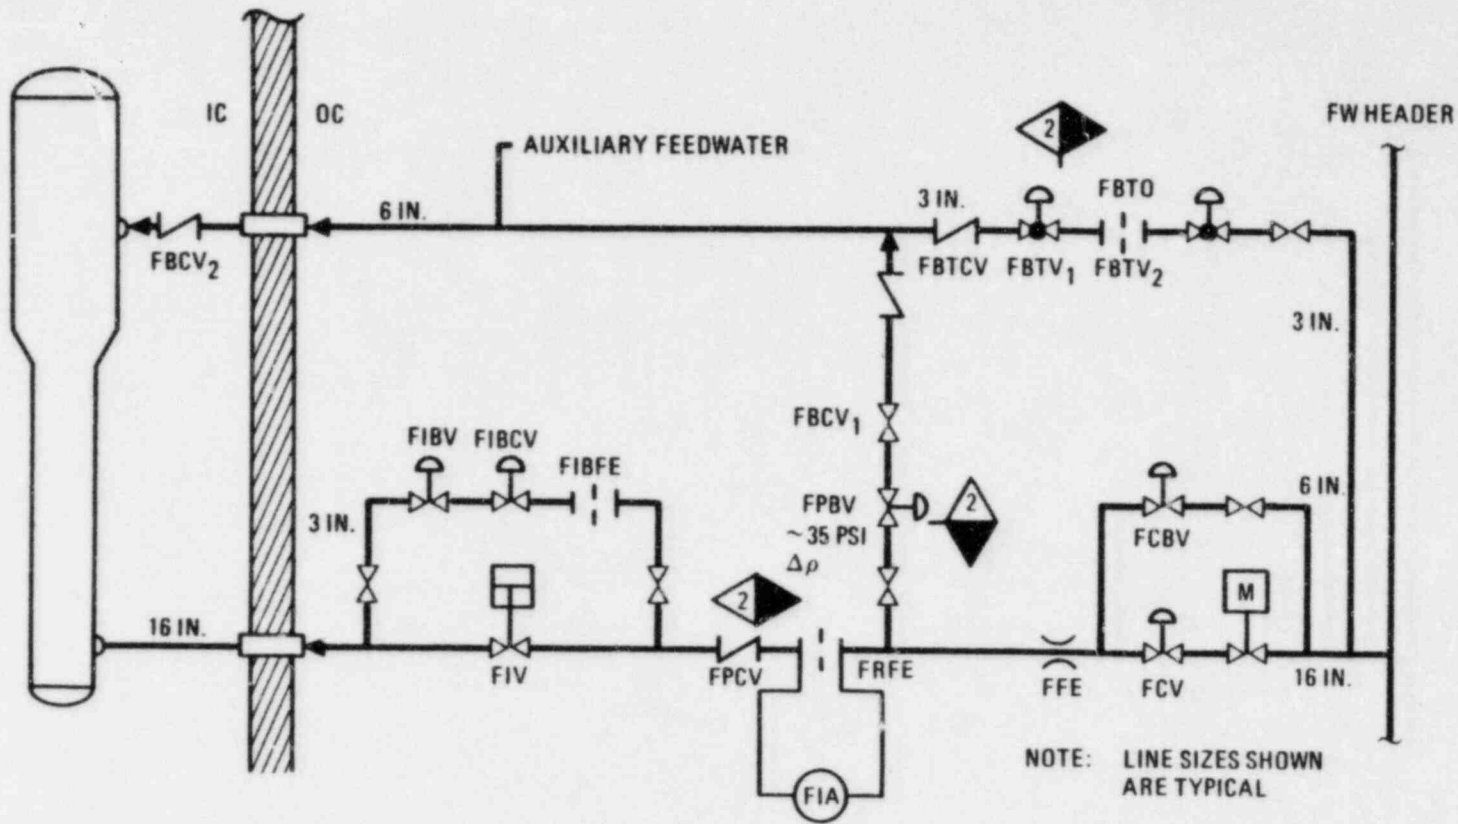 IC
OC
AUXILIARY FEEDWATER
2
FW HEADER
6 IN.
3 IN.
FBTO
FBCV2
FBTCV
FBTV1
FBTV2
3 IN.
FBCV1
FIBV
FIBCV
FIBFE
3 IN.
FPBV
~35 PSI
Δρ
2
6 IN.
FCBV
2
M
16 IN.
FIV
FPCV
FRFE
FFE
FCV
16 IN.
NOTE: LINE SIZES SHOWN
ARE TYPICAL
FIA